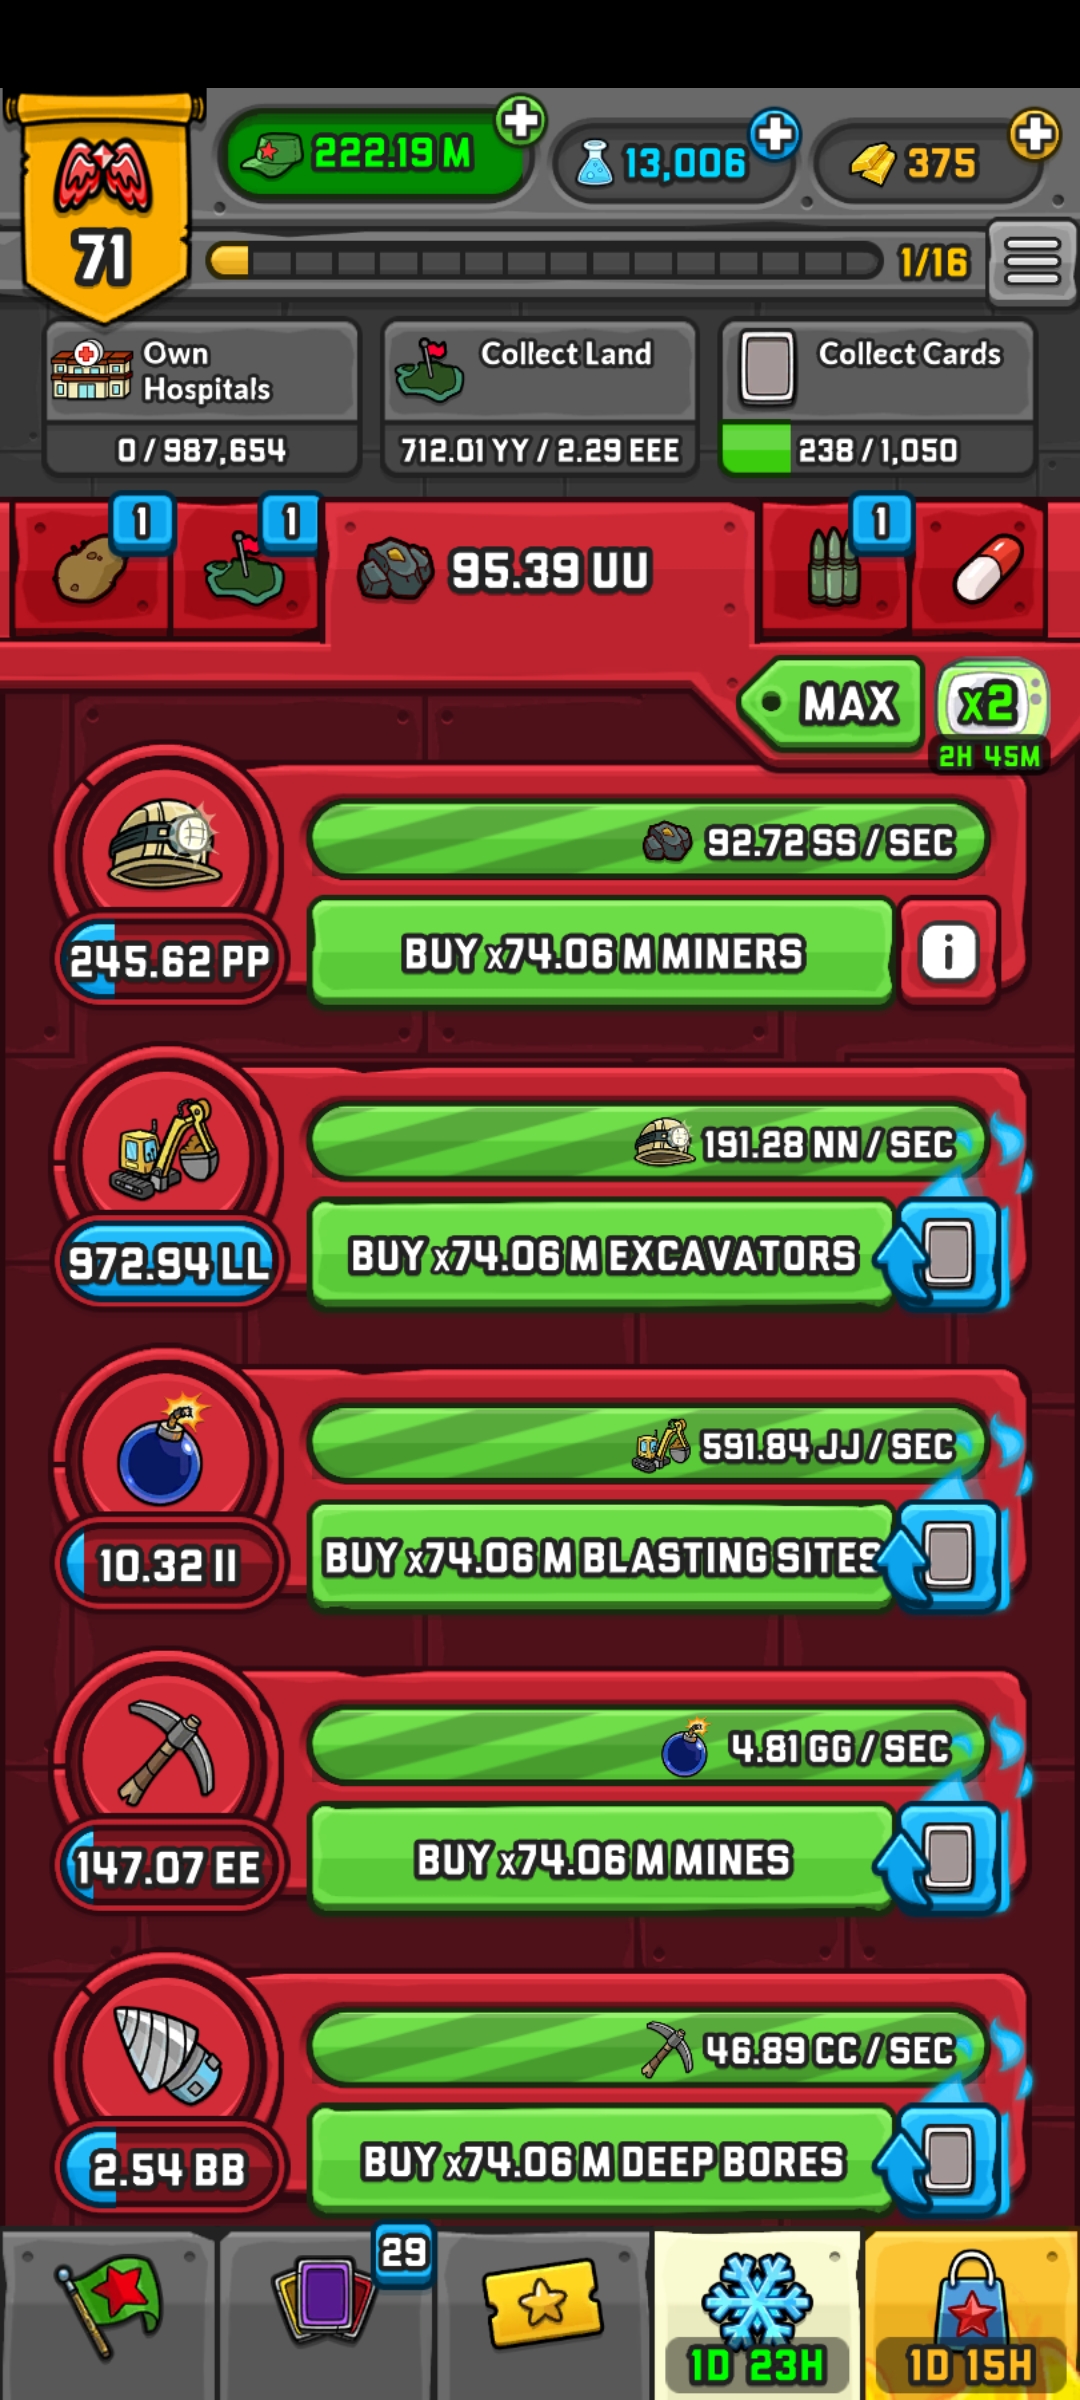 222.19 M
13,006
375
71
1/16
Own
Hospitals
0 / 987,654
Collect Land
712.01 YY / 2.29 EEE
Collect Cards
238 / 1,050
1
1
95.39 UU
1
MAX
x2
2H 45M
92.72 SS / SEC
245.62 PP
BUY x74.06 M MINERS
i
191.28 NN / SEC
972.94 LL
BUY x74.06 M EXCAVATORS
591.84 JJ / SEC
10.32 II
BUY x74.06 M BLASTING SITES
4.81 GG / SEC
147.07 EE
BUY x74.06 M MINES
46.89 CC / SEC
2.54 BB
BUY x74.06 M DEEP BORES
29
1D 23H
1D 15H